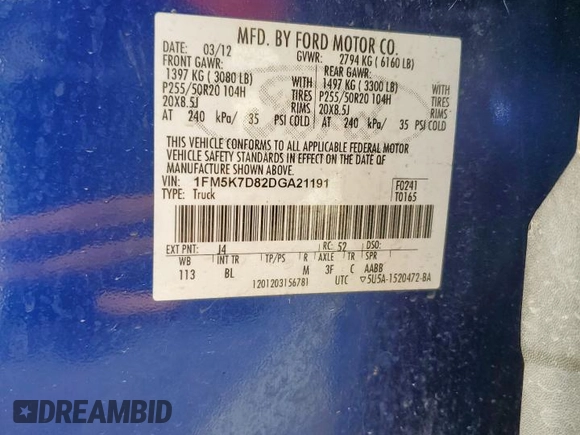 MFD. BY FORD MOTOR CO.
DATE: 03/12 GVWR: 2794 KG ( 6160 LB)
FRONT GAWR: REAR GAWR:
1397 KG ( 3080 LB) 1497 KG ( 3300 LB)
P255/50R20 104H WITH TIRES P255/50R20 104H WITH TIRES
20X8.5J RIMS 20X8.5J RIMS
AT 240 kPa/ 35 PSI COLD AT 240 kPa/ 35 PSI COLD
THIS VEHICLE CONFORMS TO ALL APPLICABLE FEDERAL MOTOR
VEHICLE SAFETY STANDARDS IN EFFECT ON THE DATE OF
MANUFACTURE SHOWN ABOVE.
VIN: 1FM5K7D82DGA21191 F0241
TYPE: Truck T0165
EXT PNT: J4 RC: 52 DSO:
WB INT TR TP/PS R AXLE TR SPR
113 BL M 3F C AABB
1201203156781 UTC 5U5A-1520472-BA
DREAMBID